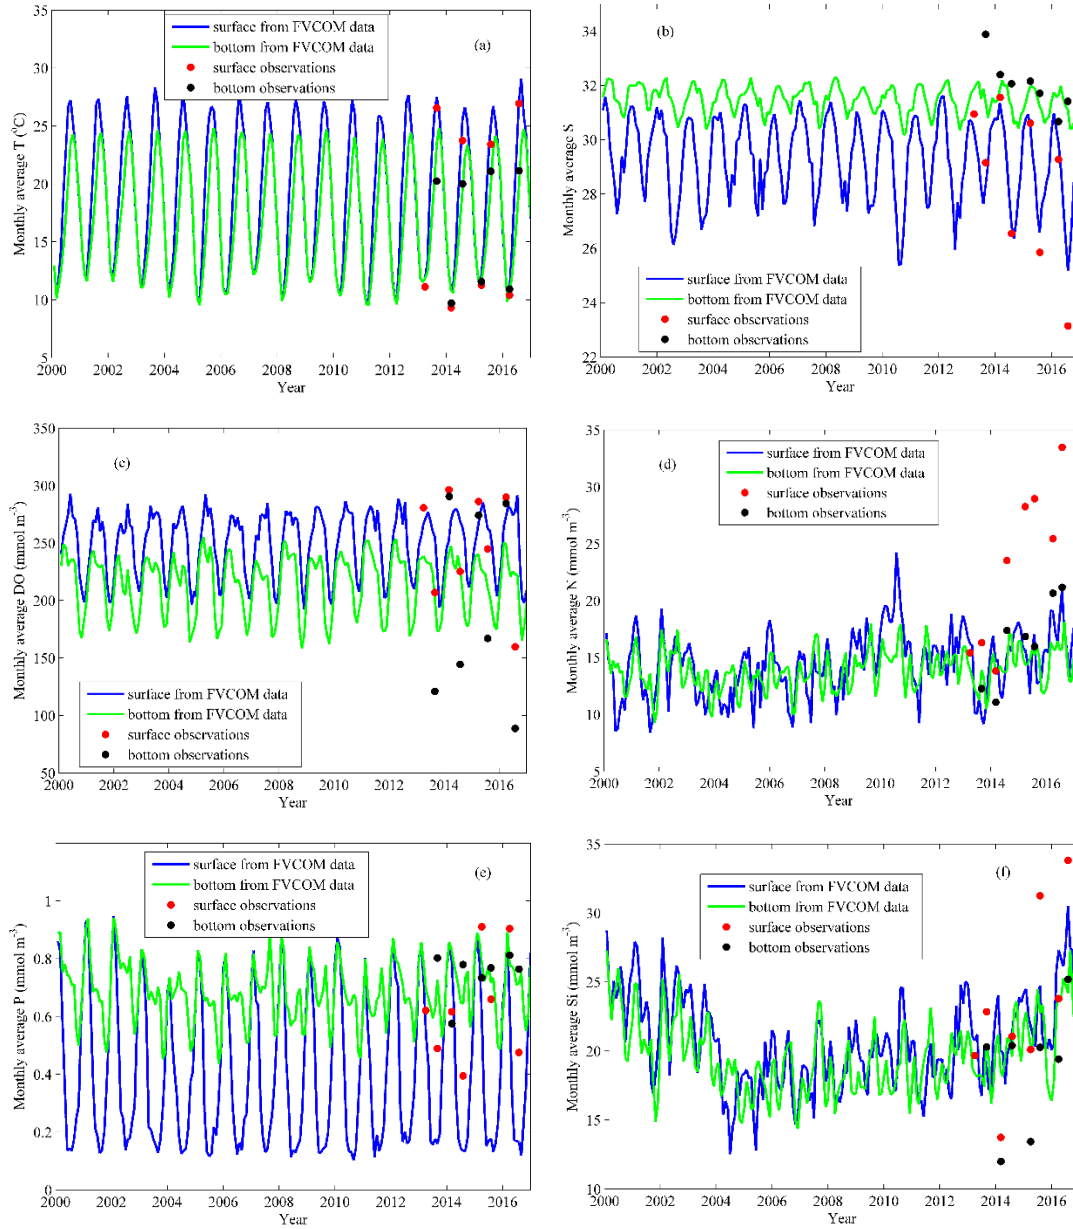 35
30
25
20
15
10
5
Monthly average T (°C)
surface from FVCOM data
bottom from FVCOM data
surface observations
bottom observations
(a)
2000 2002 2004 2006 2008 2010 2012 2014 2016
Year
34
32
30
28
26
24
22
Monthly average S
(b)
surface from FVCOM data
bottom from FVCOM data
surface observations
bottom observations
2000 2002 2004 2006 2008 2010 2012 2014 2016
Year
350
300
250
200
150
100
50
Monthly average DO (mmol m⁻³)
(c)
surface from FVCOM data
bottom from FVCOM data
surface observations
bottom observations
2000 2002 2004 2006 2008 2010 2012 2014 2016
Year
35
30
25
20
15
10
5
Monthly average N (mmol m⁻³)
(d)
surface from FVCOM data
bottom from FVCOM data
surface observations
bottom observations
2000 2002 2004 2006 2008 2010 2012 2014 2016
Year
1
0.8
0.6
0.4
0.2
0
Monthly average P (mmol m⁻³)
surface from FVCOM data
bottom from FVCOM data
surface observations
bottom observations
(e)
2000 2002 2004 2006 2008 2010 2012 2014 2016
Year
35
30
25
20
15
10
Monthly average Si (mmol m⁻³)
surface from FVCOM data
bottom from FVCOM data
surface observations
bottom observations
(f)
2000 2002 2004 2006 2008 2010 2012 2014 2016
Year